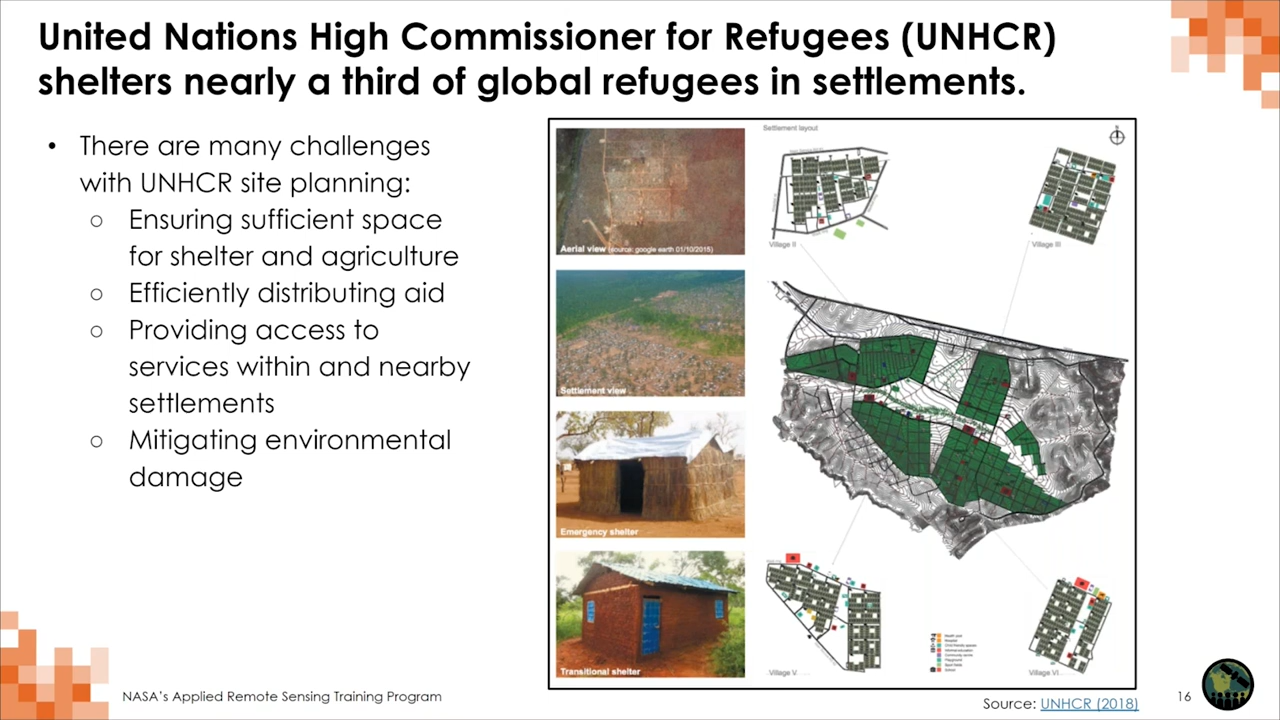 United Nations High Commissioner for Refugees (UNHCR)
shelters nearly a third of global refugees in settlements.
• There are many challenges
with UNHCR site planning:
○ Ensuring sufficient space
for shelter and agriculture
○ Efficiently distributing aid
○ Providing access to
services within and nearby
settlements
○ Mitigating environmental
damage
Aerial view (source: google earth 01/10/2015)
Settlement view
Emergency shelter
Transitional shelter
Settlement layout
Village II
Village III
Village V
Village VI
NASA's Applied Remote Sensing Training Program
Source: UNHCR (2018)
16